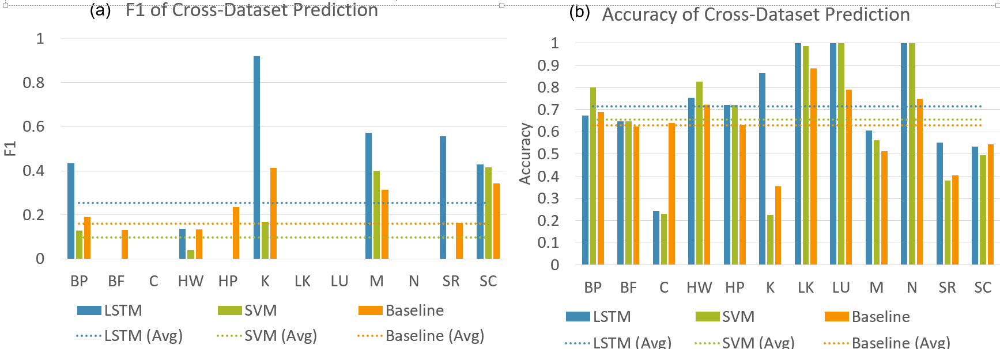 (a) F1 of Cross-Dataset Prediction
1
0.8
0.6
0.4
0.2
0
F1
BP BF C HW HP K LK LU M N SR SC
LSTM SVM Baseline
LSTM (Avg) SVM (Avg) Baseline (Avg)
(b) Accuracy of Cross-Dataset Prediction
1
0.9
0.8
0.7
0.6
0.5
0.4
0.3
0.2
0.1
0
Accuracy
BP BF C HW HP K LK LU M N SR SC
LSTM SVM Baseline
LSTM (Avg) SVM (Avg) Baseline (Avg)